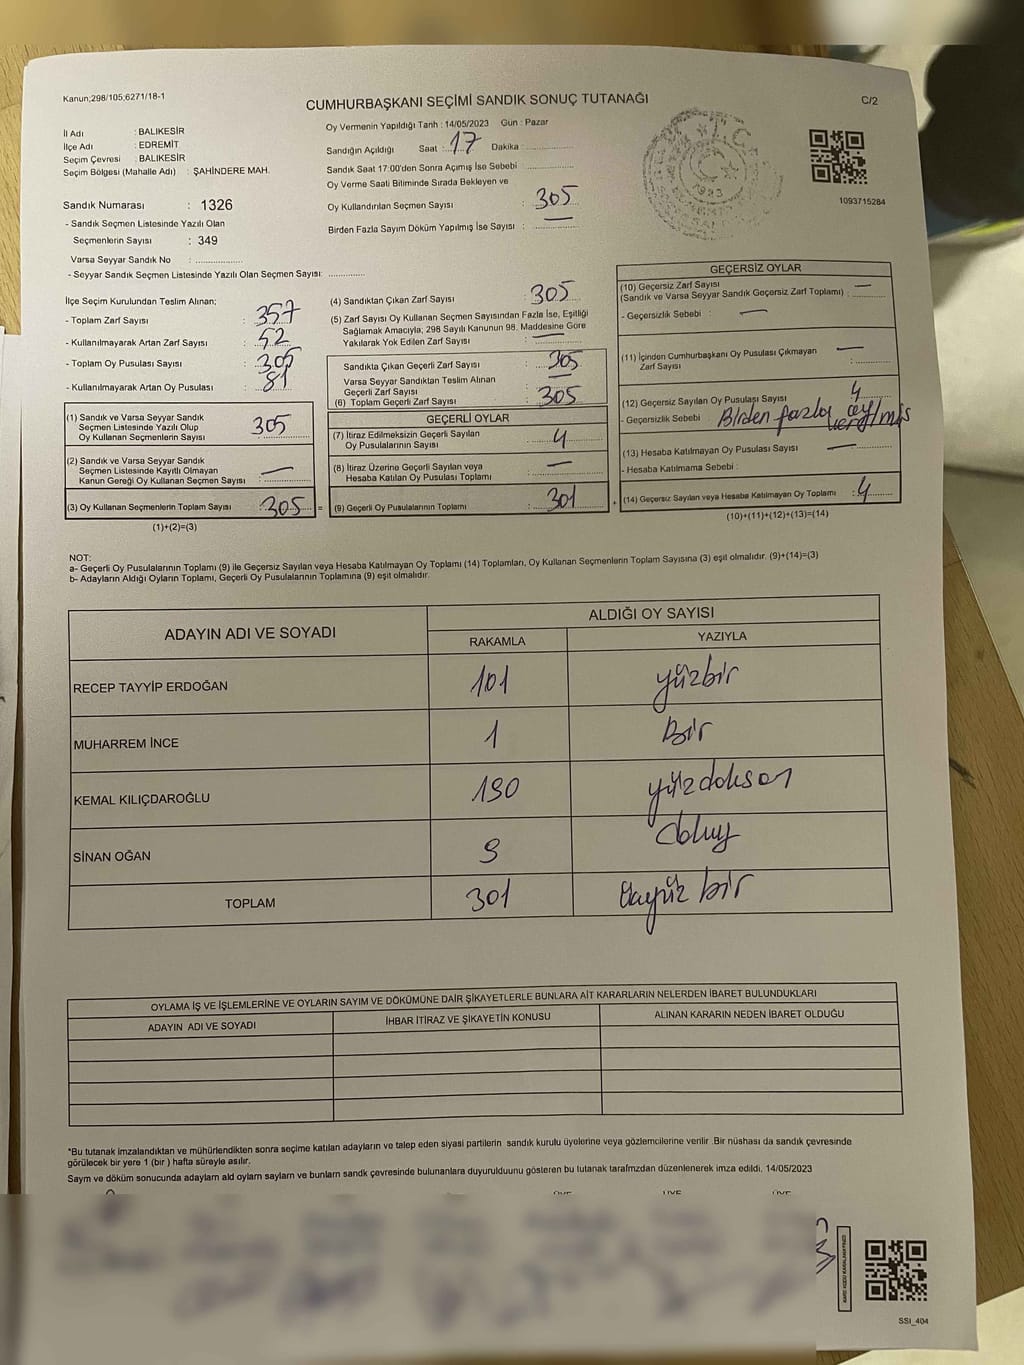 Kanun;298/105;6271/18-1
CUMHURBAŞKANI SEÇİMİ SANDIK SONUÇ TUTANAĞI
C/2
İl Adı : BALIKESİR
İlçe Adı : EDREMİT
Seçim Çevresi : BALIKESİR
Seçim Bölgesi (Mahalle Adı) : ŞAHİNDERE MAH.
Sandık Numarası : 1326
- Sandık Seçmen Listesinde Yazılı Olan
Seçmenlerin Sayısı : 349
Varsa Seyyar Sandık No : ..............
- Seyyar Sandık Seçmen Listesinde Yazılı Olan Seçmen Sayısı: ............
Oy Vermenin Yapıldığı Tarih : 14/05/2023 Gün : Pazar
Sandığın Açıldığı Saat : 17 Dakika : ..............
Sandık Saat 17:00'den Sonra Açımış İse Sebebi : ..............
Oy Verme Saati Bitiminde Sırada Bekleyen ve
Oy Kullandırılan Seçmen Sayısı : 305
Birden Fazla Sayım Döküm Yapılmış İse Sayısı : —
T.C.
1923
1093715284
İlçe Seçim Kurulundan Teslim Alınan;
- Toplam Zarf Sayısı : 357
- Kullanılmayarak Artan Zarf Sayısı : 52
- Toplam Oy Pusulası Sayısı : 305
- Kullanılmayarak Artan Oy Pusulası : 81
(1) Sandık ve Varsa Seyyar Sandık
Seçmen Listesinde Yazılı Olup
Oy Kullanan Seçmenlerin Sayısı 305
(2) Sandık ve Varsa Seyyar Sandık
Seçmen Listesinde Kayıtlı Olmayan
Kanun Gereği Oy Kullanan Seçmen Sayısı : —
(3) Oy Kullanan Seçmenlerin Toplam Sayısı : 305 =
(1)+(2)=(3)
(4) Sandıktan Çıkan Zarf Sayısı : 305
(5) Zarf Sayısı Oy Kullanan Seçmen Sayısından Fazla İse, Eşitliği
Sağlamak Amacıyla; 298 Sayılı Kanunun 98. Maddesine Göre
Yakılarak Yok Edilen Zarf Sayısı : —
Sandıkta Çıkan Geçerli Zarf Sayısı : 305
Varsa Seyyar Sandıktan Teslim Alınan
Geçerli Zarf Sayısı : —
(6) Toplam Geçerli Zarf Sayısı : 305
GEÇERLİ OYLAR
(7) İtiraz Edilmeksizin Geçerli Sayılan
Oy Pusulalarının Sayısı : 4
(8) İtiraz Üzerine Geçerli Sayılan veya
Hesaba Katılan Oy Pusulası Toplamı : —
(9) Geçerli Oy Pusulalarının Toplamı : 301 +
GEÇERSİZ OYLAR
(10) Geçersiz Zarf Sayısı
(Sandık ve Varsa Seyyar Sandık Geçersiz Zarf Toplamı) : —
- Geçersizlik Sebebi : —
(11) İçinden Cumhurbaşkanı Oy Pusulası Çıkmayan
Zarf Sayısı : —
(12) Geçersiz Sayılan Oy Pusulası Sayısı : 4
- Geçersizlik Sebebi : Birden fazla oy verilmiş
(13) Hesaba Katılmayan Oy Pusulası Sayısı : —
- Hesaba Katılmama Sebebi :
(14) Geçersiz Sayılan veya Hesaba Katılmayan Oy Toplamı : 4
(10)+(11)+(12)+(13)=(14)
NOT:
a- Geçerli Oy Pusulalarının Toplamı (9) ile Geçersiz Sayılan veya Hesaba Katılmayan Oy Toplamı (14) Toplamları, Oy Kullanan Seçmenlerin Toplam Sayısına (3) eşit olmalıdır. (9)+(14)=(3)
b- Adayların Aldığı Oyların Toplamı, Geçerli Oy Pusulalarının Toplamına (9) eşit olmalıdır.
ADAYIN ADI VE SOYADI
ALDIĞI OY SAYISI
RAKAMLA YAZIYLA
RECEP TAYYİP ERDOĞAN 101 yüzbir
MUHARREM İNCE 1 Bir
KEMAL KILIÇDAROĞLU 190 yüzdoksan
SİNAN OĞAN 9 dokuz
TOPLAM 301 üçyüz bir
OYLAMA İŞ VE İŞLEMLERİNE VE OYLARIN SAYIM VE DÖKÜMÜNE DAİR ŞİKAYETLERLE BUNLARA AİT KARARLARIN NELERDEN İBARET BULUNDUKLARI
ADAYIN ADI VE SOYADI İHBAR İTİRAZ VE ŞİKAYETİN KONUSU ALINAN KARARIN NEDEN İBARET OLDUĞU
*Bu tutanak imzalandıktan ve mühürlendikten sonra seçime katılan adayların ve talep eden siyasi partilerin sandık kurulu üyelerine veya gözlemcilerine verilir .Bir nüshası da sandık çevresinde
görülecek bir yere 1 (bir ) hafta süreyle asılır.
Saym ve döküm sonucunda adaylarn ald oylarn saylarn ve bunlarn sandk çevresinde bulunanlara duyurulduunu gösteren bu tutanak tarafmzdan düzenlenerek imza edildi. 14/05/2023
ÜYE ÜYE ÜYE
SSI_404